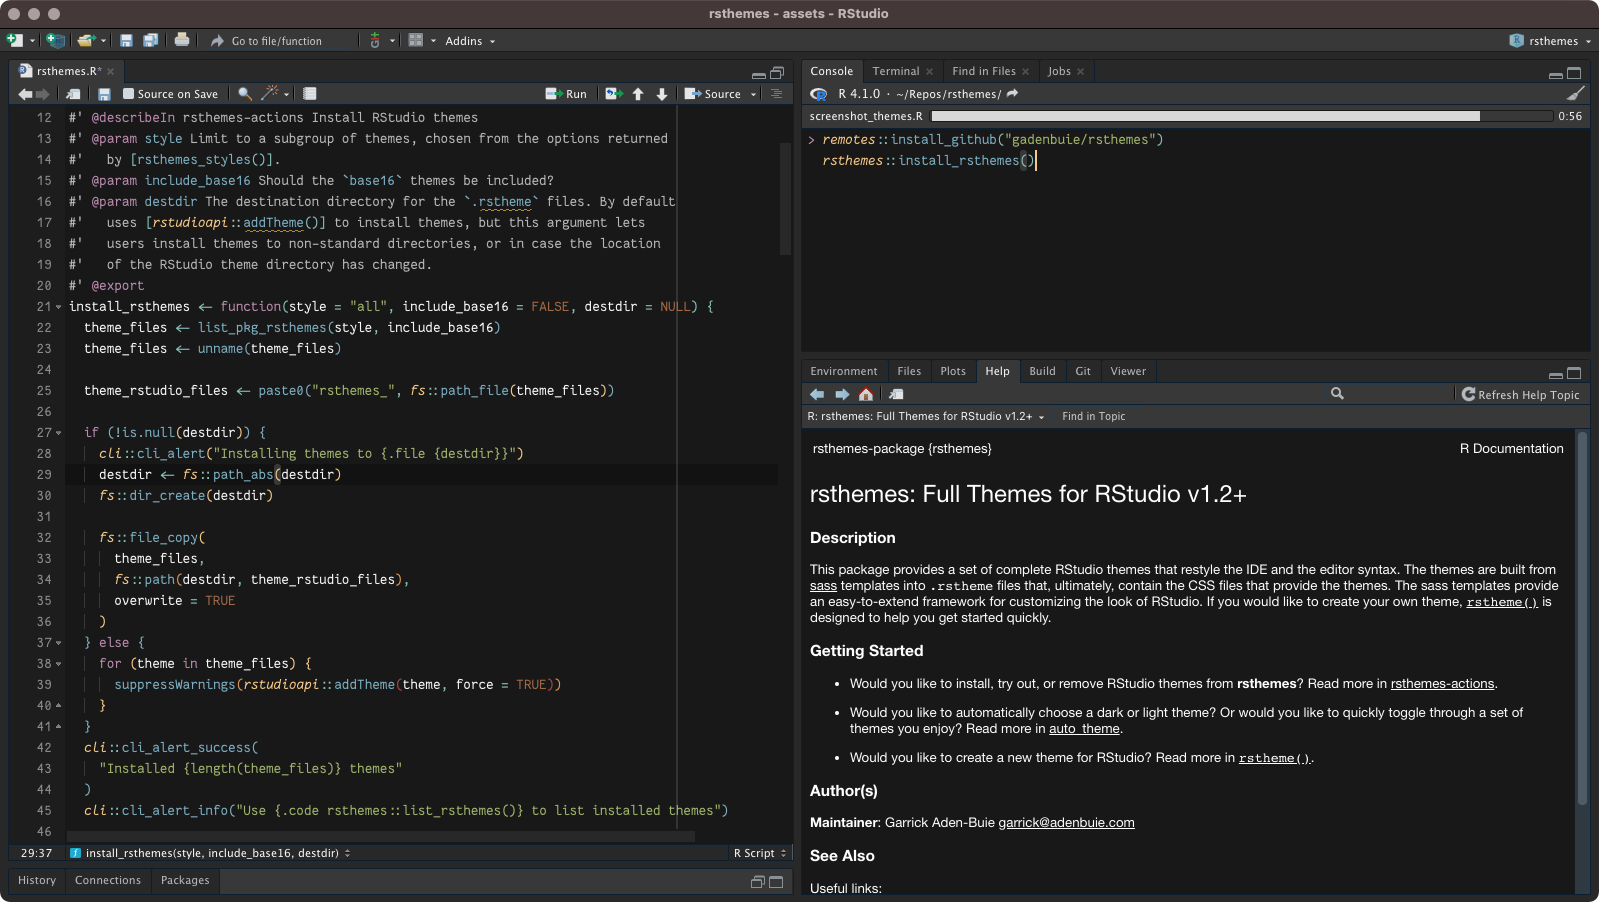 rsthemes - assets - RStudio
Go to file/function
Addins
rsthemes
rsthemes.R*
Source on Save
Run
Source
12 #' @describeIn rsthemes-actions Install RStudio themes
13 #' @param style Limit to a subgroup of themes, chosen from the options returned
14 #'   by [rsthemes_styles()].
15 #' @param include_base16 Should the `base16` themes be included?
16 #' @param destdir The destination directory for the `.rstheme` files. By default
17 #'   uses [rstudioapi::addTheme()] to install themes, but this argument lets
18 #'   users install themes to non-standard directories, or in case the location
19 #'   of the RStudio theme directory has changed.
20 #' @export
21 install_rsthemes <- function(style = "all", include_base16 = FALSE, destdir = NULL) {
22   theme_files <- list_pkg_rsthemes(style, include_base16)
23   theme_files <- unname(theme_files)
24
25   theme_rstudio_files <- paste0("rsthemes_", fs::path_file(theme_files))
26
27   if (!is.null(destdir)) {
28     cli::cli_alert("Installing themes to {.file {destdir}}")
29     destdir <- fs::path_abs(destdir)
30     fs::dir_create(destdir)
31
32     fs::file_copy(
33       theme_files,
34       fs::path(destdir, theme_rstudio_files),
35       overwrite = TRUE
36     )
37   } else {
38     for (theme in theme_files) {
39       suppressWarnings(rstudioapi::addTheme(theme, force = TRUE))
40     }
41   }
42   cli::cli_alert_success(
43     "Installed {length(theme_files)} themes"
44   )
45   cli::cli_alert_info("Use {.code rsthemes::list_rsthemes()} to list installed themes")
46
29:37 install_rsthemes(style, include_base16, destdir) R Script
History Connections Packages
Console Terminal Find in Files Jobs
R 4.1.0 · ~/Repos/rsthemes/
screenshot_themes.R 0:56
> remotes::install_github("gadenbuie/rsthemes")
rsthemes::install_rsthemes()
Environment Files Plots Help Build Git Viewer
Refresh Help Topic
R: rsthemes: Full Themes for RStudio v1.2+ Find in Topic
rsthemes-package {rsthemes} R Documentation
rsthemes: Full Themes for RStudio v1.2+
Description
This package provides a set of complete RStudio themes that restyle the IDE and the editor syntax. The themes are built from
sass templates into .rstheme files that, ultimately, contain the CSS files that provide the themes. The sass templates provide
an easy-to-extend framework for customizing the look of RStudio. If you would like to create your own theme, rstheme() is
designed to help you get started quickly.
Getting Started
• Would you like to install, try out, or remove RStudio themes from rsthemes? Read more in rsthemes-actions.
• Would you like to automatically choose a dark or light theme? Or would you like to quickly toggle through a set of
themes you enjoy? Read more in auto_theme.
• Would you like to create a new theme for RStudio? Read more in rstheme().
Author(s)
Maintainer: Garrick Aden-Buie garrick@adenbuie.com
See Also
Useful links: